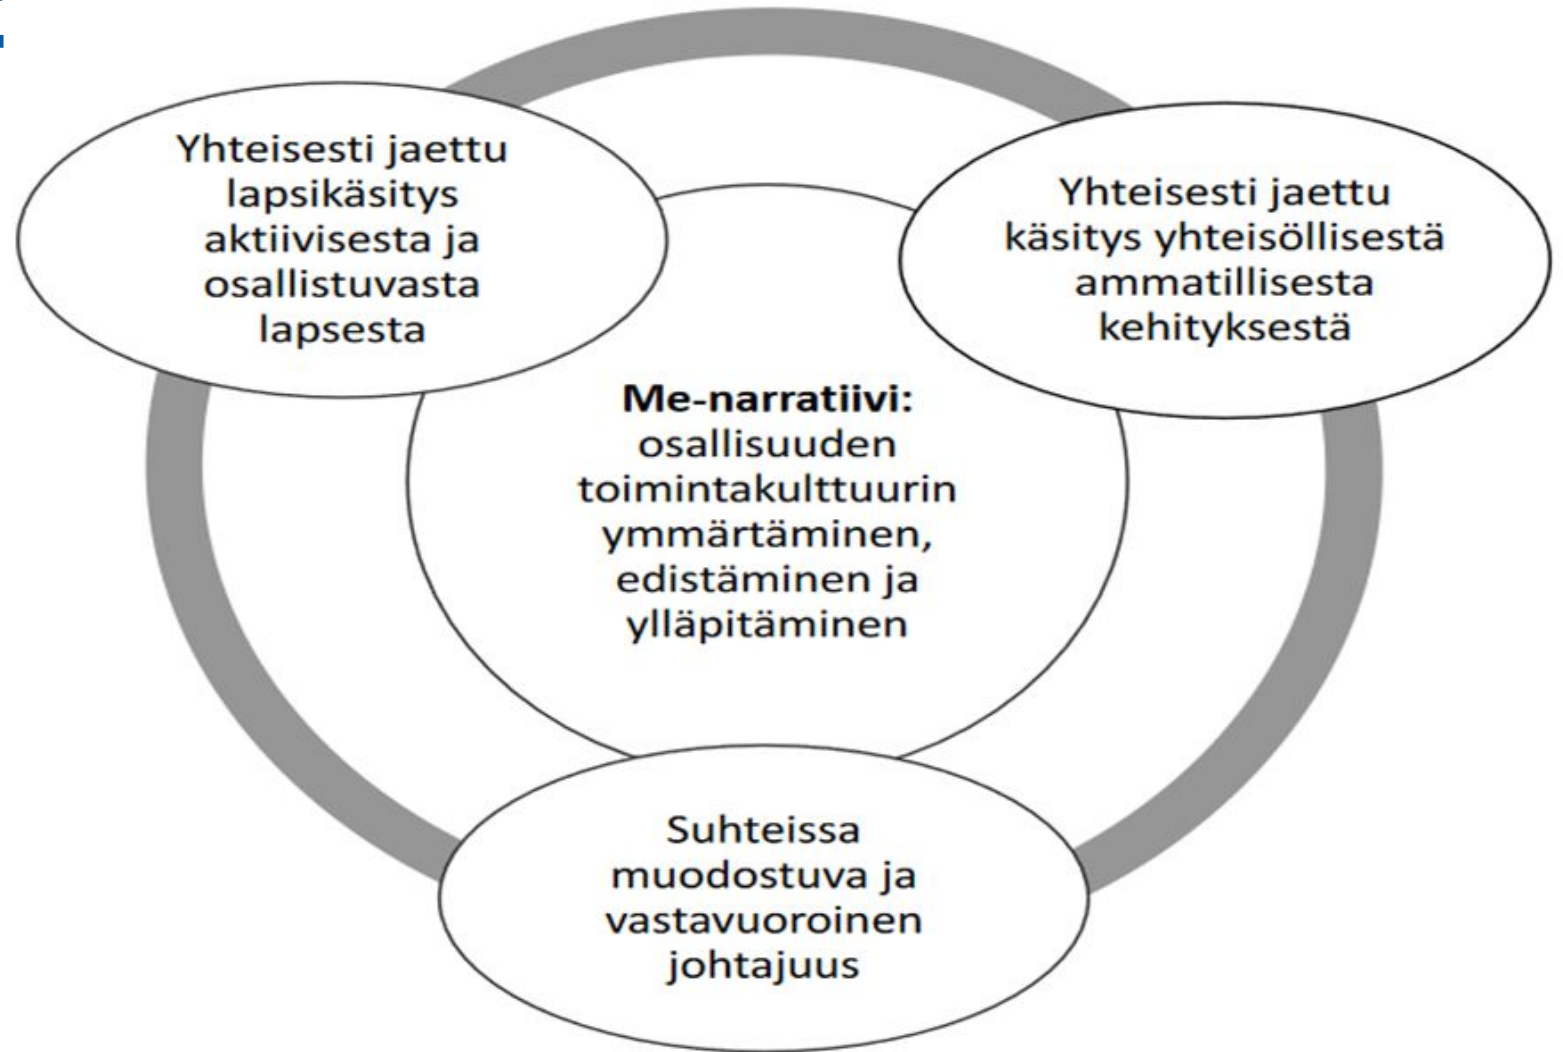 Yhteisesti jaettu
lapsikäsitys
aktiivisesta ja
osallistuvasta
lapsesta
Yhteisesti jaettu
käsitys yhteisöllisestä
ammatillisesta
kehityksestä
Me-narratiivi:
osallisuuden
toimintakulttuurin
ymmärtäminen,
edistäminen ja
ylläpitäminen
Suhteissa
muodostuva ja
vastavuoroinen
johtajuus